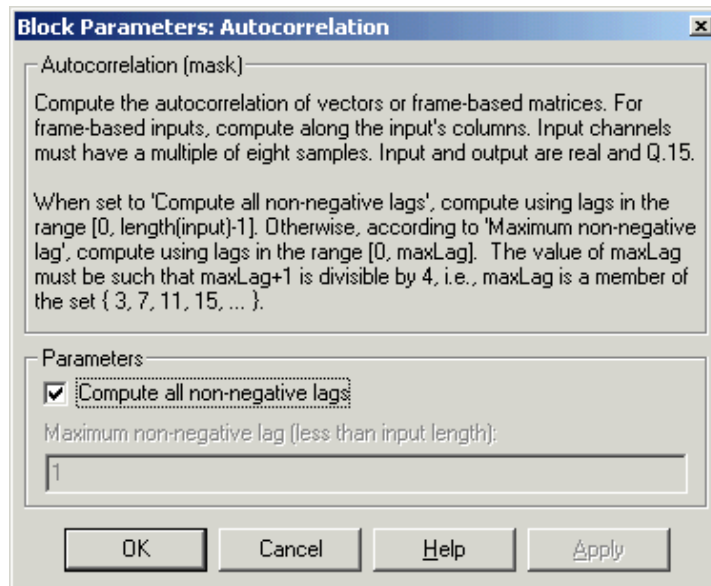 Block Parameters: Autocorrelation
Autocorrelation (mask)
Compute the autocorrelation of vectors or frame-based matrices. For
frame-based inputs, compute along the input's columns. Input channels
must have a multiple of eight samples. Input and output are real and Q.15.
When set to 'Compute all non-negative lags', compute using lags in the
range [0, length(input)-1]. Otherwise, according to 'Maximum non-negative
lag', compute using lags in the range [0, maxLag].  The value of maxLag
must be such that maxLag+1 is divisible by 4, i.e., maxLag is a member of
the set { 3, 7, 11, 15, ... }.
Parameters
Compute all non-negative lags
Maximum non-negative lag (less than input length):
1
OK Cancel Help Apply